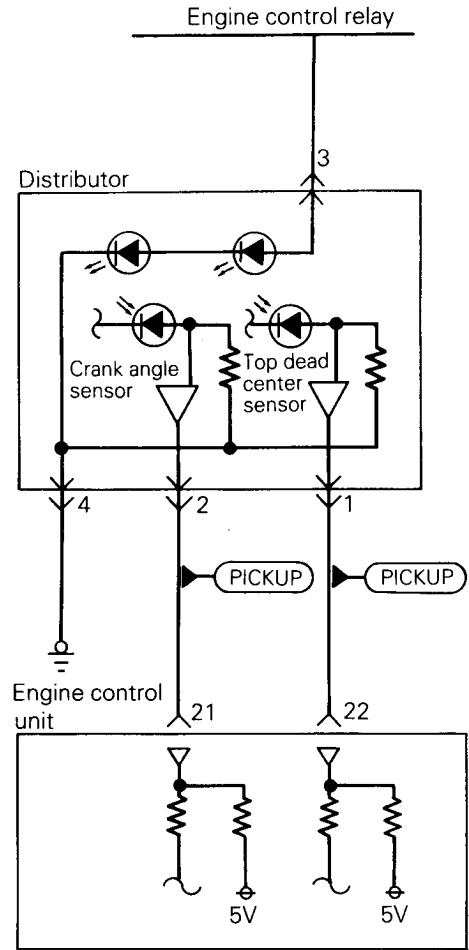 Engine control relay
3
Distributor
Crank angle
sensor
Top dead
center
sensor
4
2
1
PICKUP
PICKUP
Engine control
unit
21
22
5V
5V